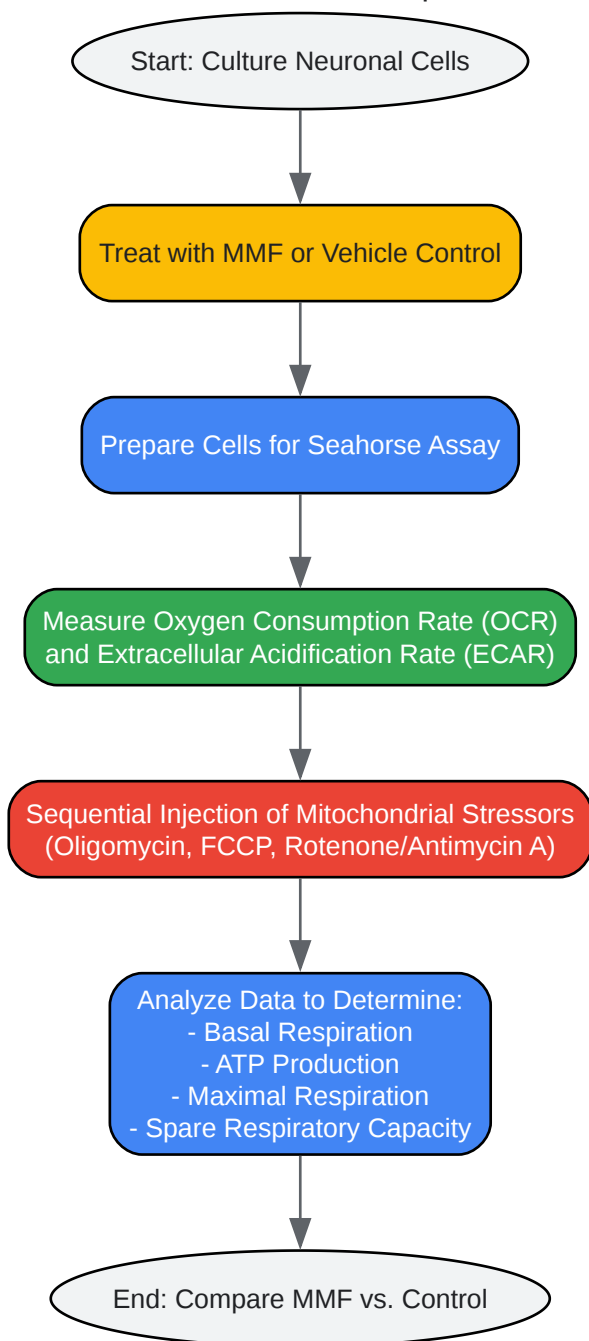 Start: Culture Neuronal Cells
Treat with MMF or Vehicle Control
Prepare Cells for Seahorse Assay
Measure Oxygen Consumption Rate (OCR)
and Extracellular Acidification Rate (ECAR)
Sequential Injection of Mitochondrial Stressors
(Oligomycin, FCCP, Rotenone/Antimycin A)
Analyze Data to Determine:
- Basal Respiration
- ATP Production
- Maximal Respiration
- Spare Respiratory Capacity
End: Compare MMF vs. Control